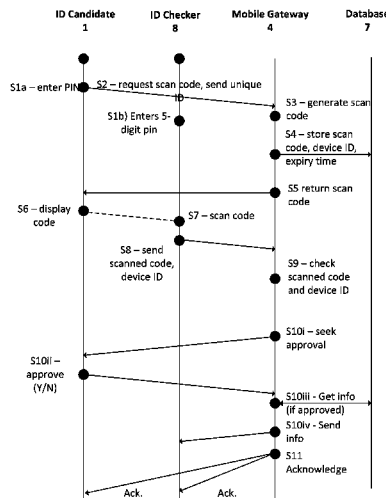 ID Candidate
1
ID Checker
8
Mobile Gateway
4
Database
7
S1a – enter PIN
S2 – request scan code, send unique
ID
S1b) Enters 5-
digit pin
S3 – generate scan
code
S4 – store scan
code, device ID,
expiry time
S5 return scan
code
S6 – display
code
S7 – scan code
S8 – send
scanned code,
device ID
S9 – check
scanned code
and device ID
S10i – seek
approval
S10ii –
approve
(Y/N)
S10iii - Get info
(if approved)
S10iv - Send
info
S11
Acknowledge
Ack.
Ack.